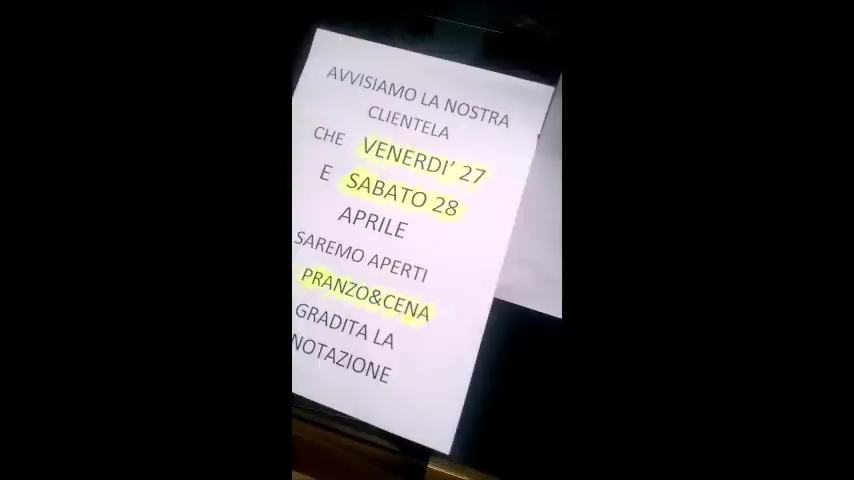 AVVISIAMO LA NOSTRA
CLIENTELA
CHE VENERDI' 27
E SABATO 28
APRILE
SAREMO APERTI
PRANZO&CENA
GRADITA LA
NOTAZIONE